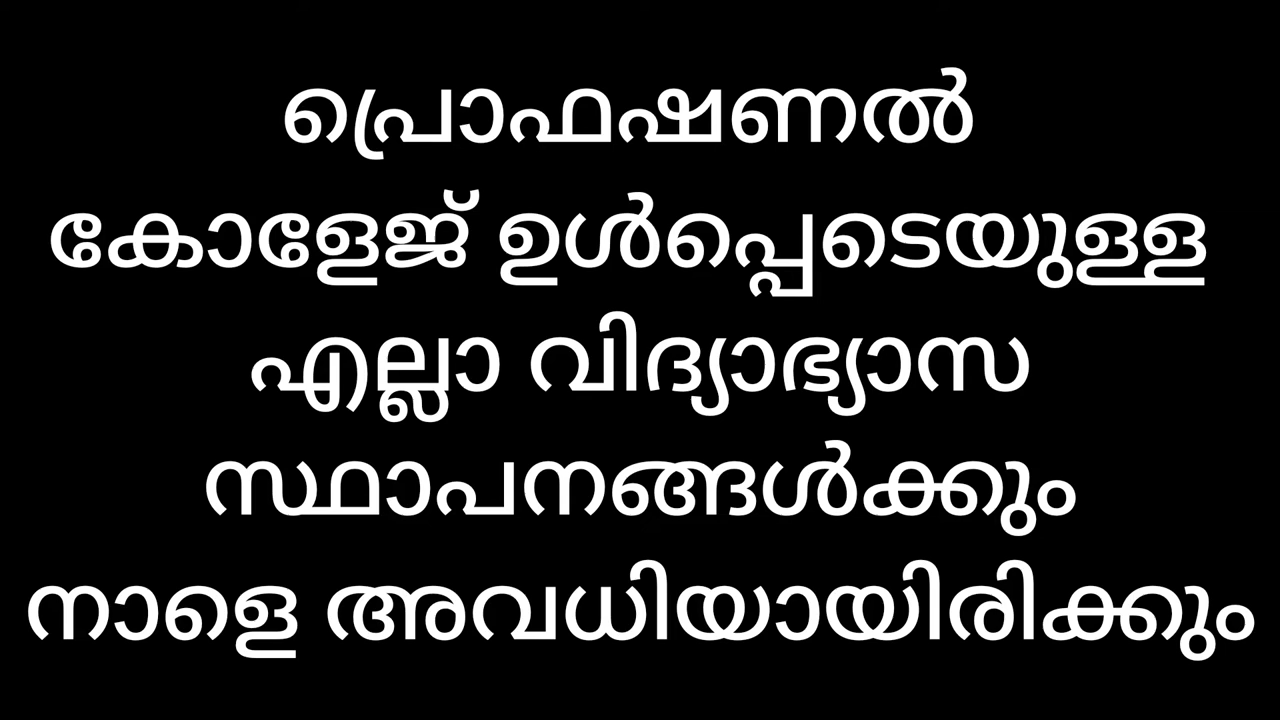 പ്രൊഫഷണൽ
കോളേജ് ഉൾപ്പെടെയുള്ള
എല്ലാ വിദ്യാഭ്യാസ
സ്ഥാപനങ്ങൾക്കും
നാളെ അവധിയായിരിക്കും